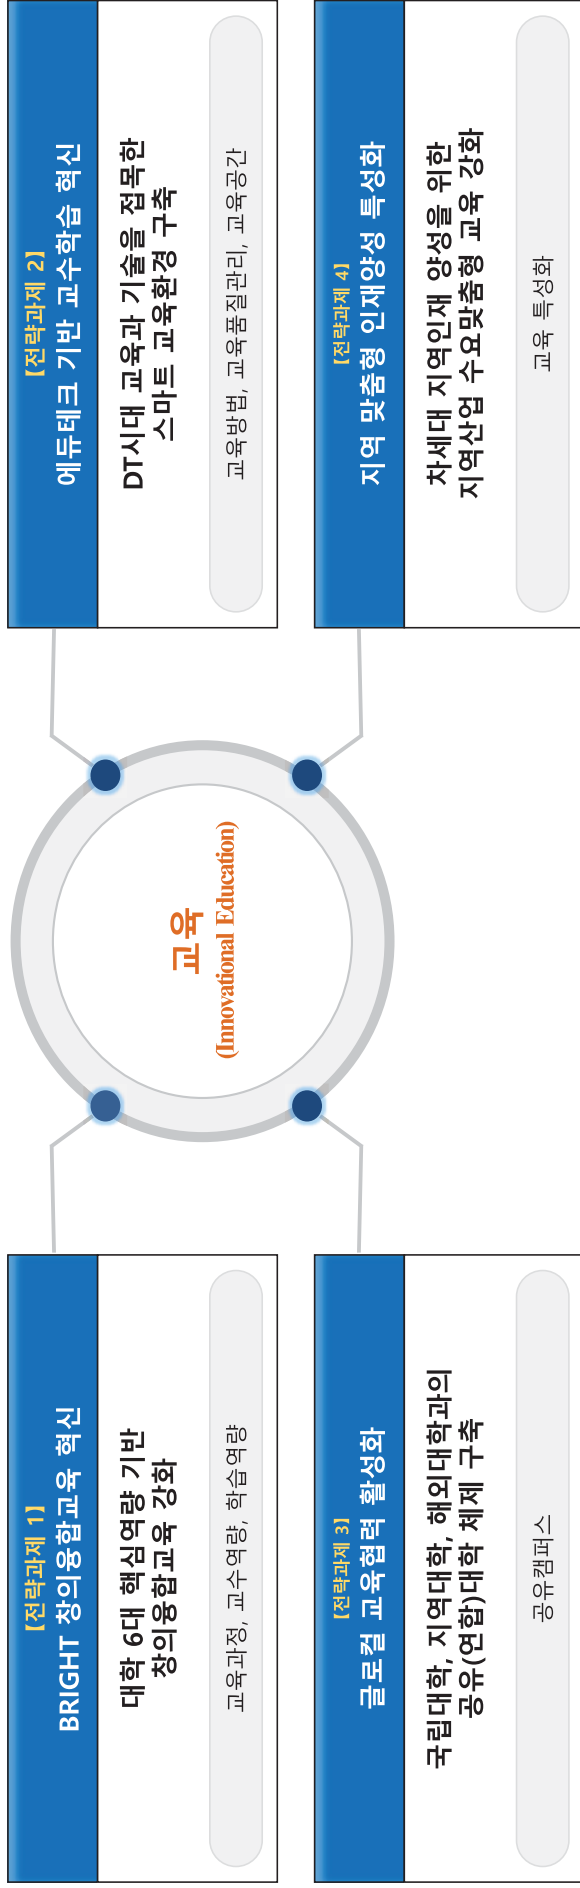 [전략과제 1]
BRIGHT 창의융합교육 혁신
대학 6대 핵심역량 기반
창의융합교육 강화
교육과정, 교수역량, 학습역량
[전략과제 2]
에듀테크 기반 교수학습 혁신
DT시대 교육과 기술을 접목한
스마트 교육환경 구축
교육방법, 교육품질관리, 교육공간
교육
(Innovational Education)
[전략과제 3]
글로컬 교육협력 활성화
국립대학, 지역대학, 해외대학과의
공유(연합)대학 체제 구축
공유캠퍼스
[전략과제 4]
지역 맞춤형 인재양성 특성화
차세대 지역인재 양성을 위한
지역산업 수요맞춤형 교육 강화
교육 특성화